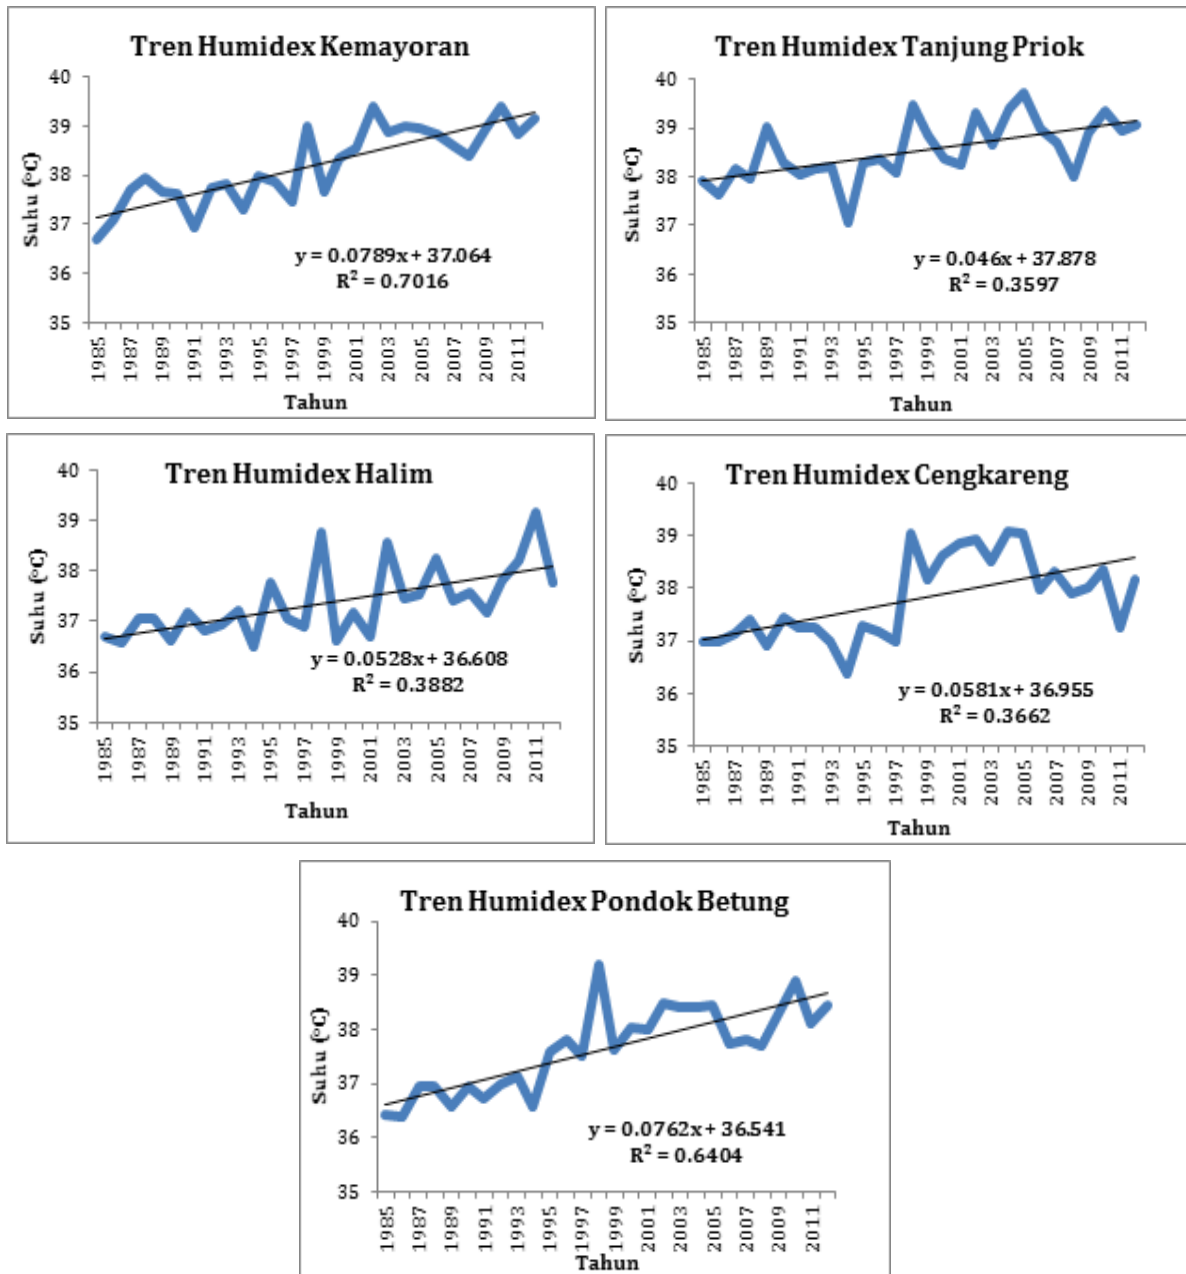 Tren Humidex Kemayoran
40
39
38
37
36
35
Suhu (°C)
y = 0.0789x + 37.064
R² = 0.7016
1985 1987 1989 1991 1993 1995 1997 1999 2001 2003 2005 2007 2009 2011
Tahun
Tren Humidex Tanjung Priok
40
39
38
37
36
35
Suhu (°C)
y = 0.046x + 37.878
R² = 0.3597
1985 1987 1989 1991 1993 1995 1997 1999 2001 2003 2005 2007 2009 2011
Tahun
Tren Humidex Halim
40
39
38
37
36
35
Suhu (°C)
y = 0.0528x + 36.608
R² = 0.3882
1985 1987 1989 1991 1993 1995 1997 1999 2001 2003 2005 2007 2009 2011
Tahun
Tren Humidex Cengkareng
40
39
38
37
36
35
Suhu (°C)
y = 0.0581x + 36.955
R² = 0.3662
1985 1987 1989 1991 1993 1995 1997 1999 2001 2003 2005 2007 2009 2011
Tahun
Tren Humidex Pondok Betung
40
39
38
37
36
35
Suhu (°C)
y = 0.0762x + 36.541
R² = 0.6404
1985 1987 1989 1991 1993 1995 1997 1999 2001 2003 2005 2007 2009 2011
Tahun